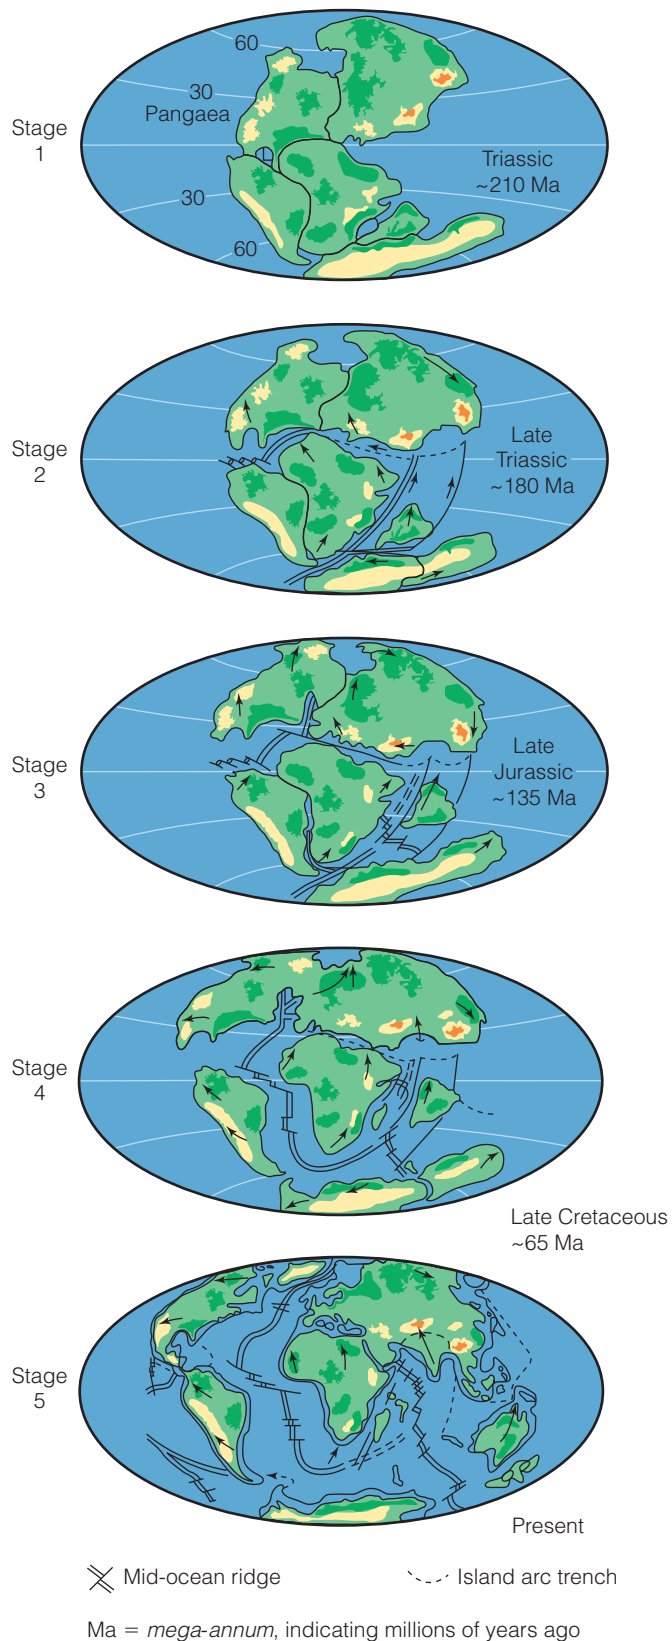 Stage
1
60
30
Pangaea
30
60
Triassic
~210 Ma
Stage
2
Late
Triassic
~180 Ma
Stage
3
Late
Jurassic
~135 Ma
Stage
4
Late Cretaceous
~65 Ma
Stage
5
Present
Mid-ocean ridge
Island arc trench
Ma = mega-annum, indicating millions of years ago